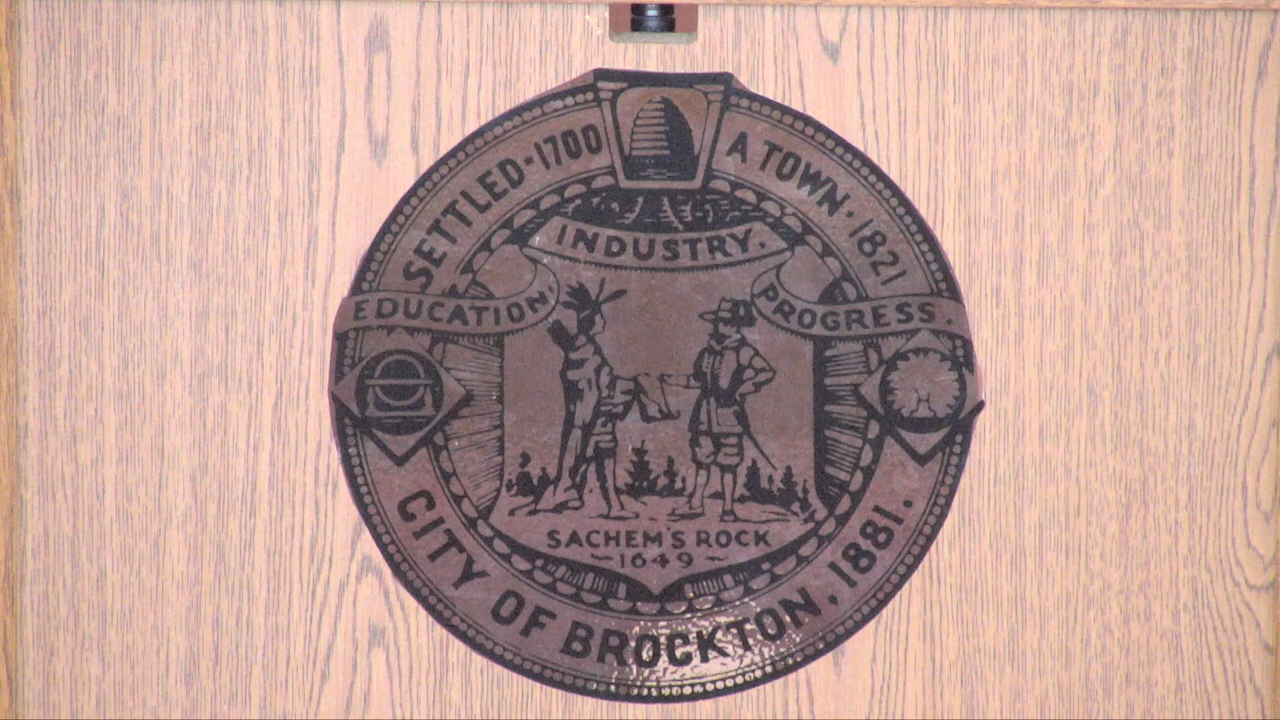 SETTLED-1700
A TOWN·1821
INDUSTRY.
EDUCATION.
PROGRESS.
SACHEM'S ROCK
~1649~
CITY OF BROCKTON, 1881.